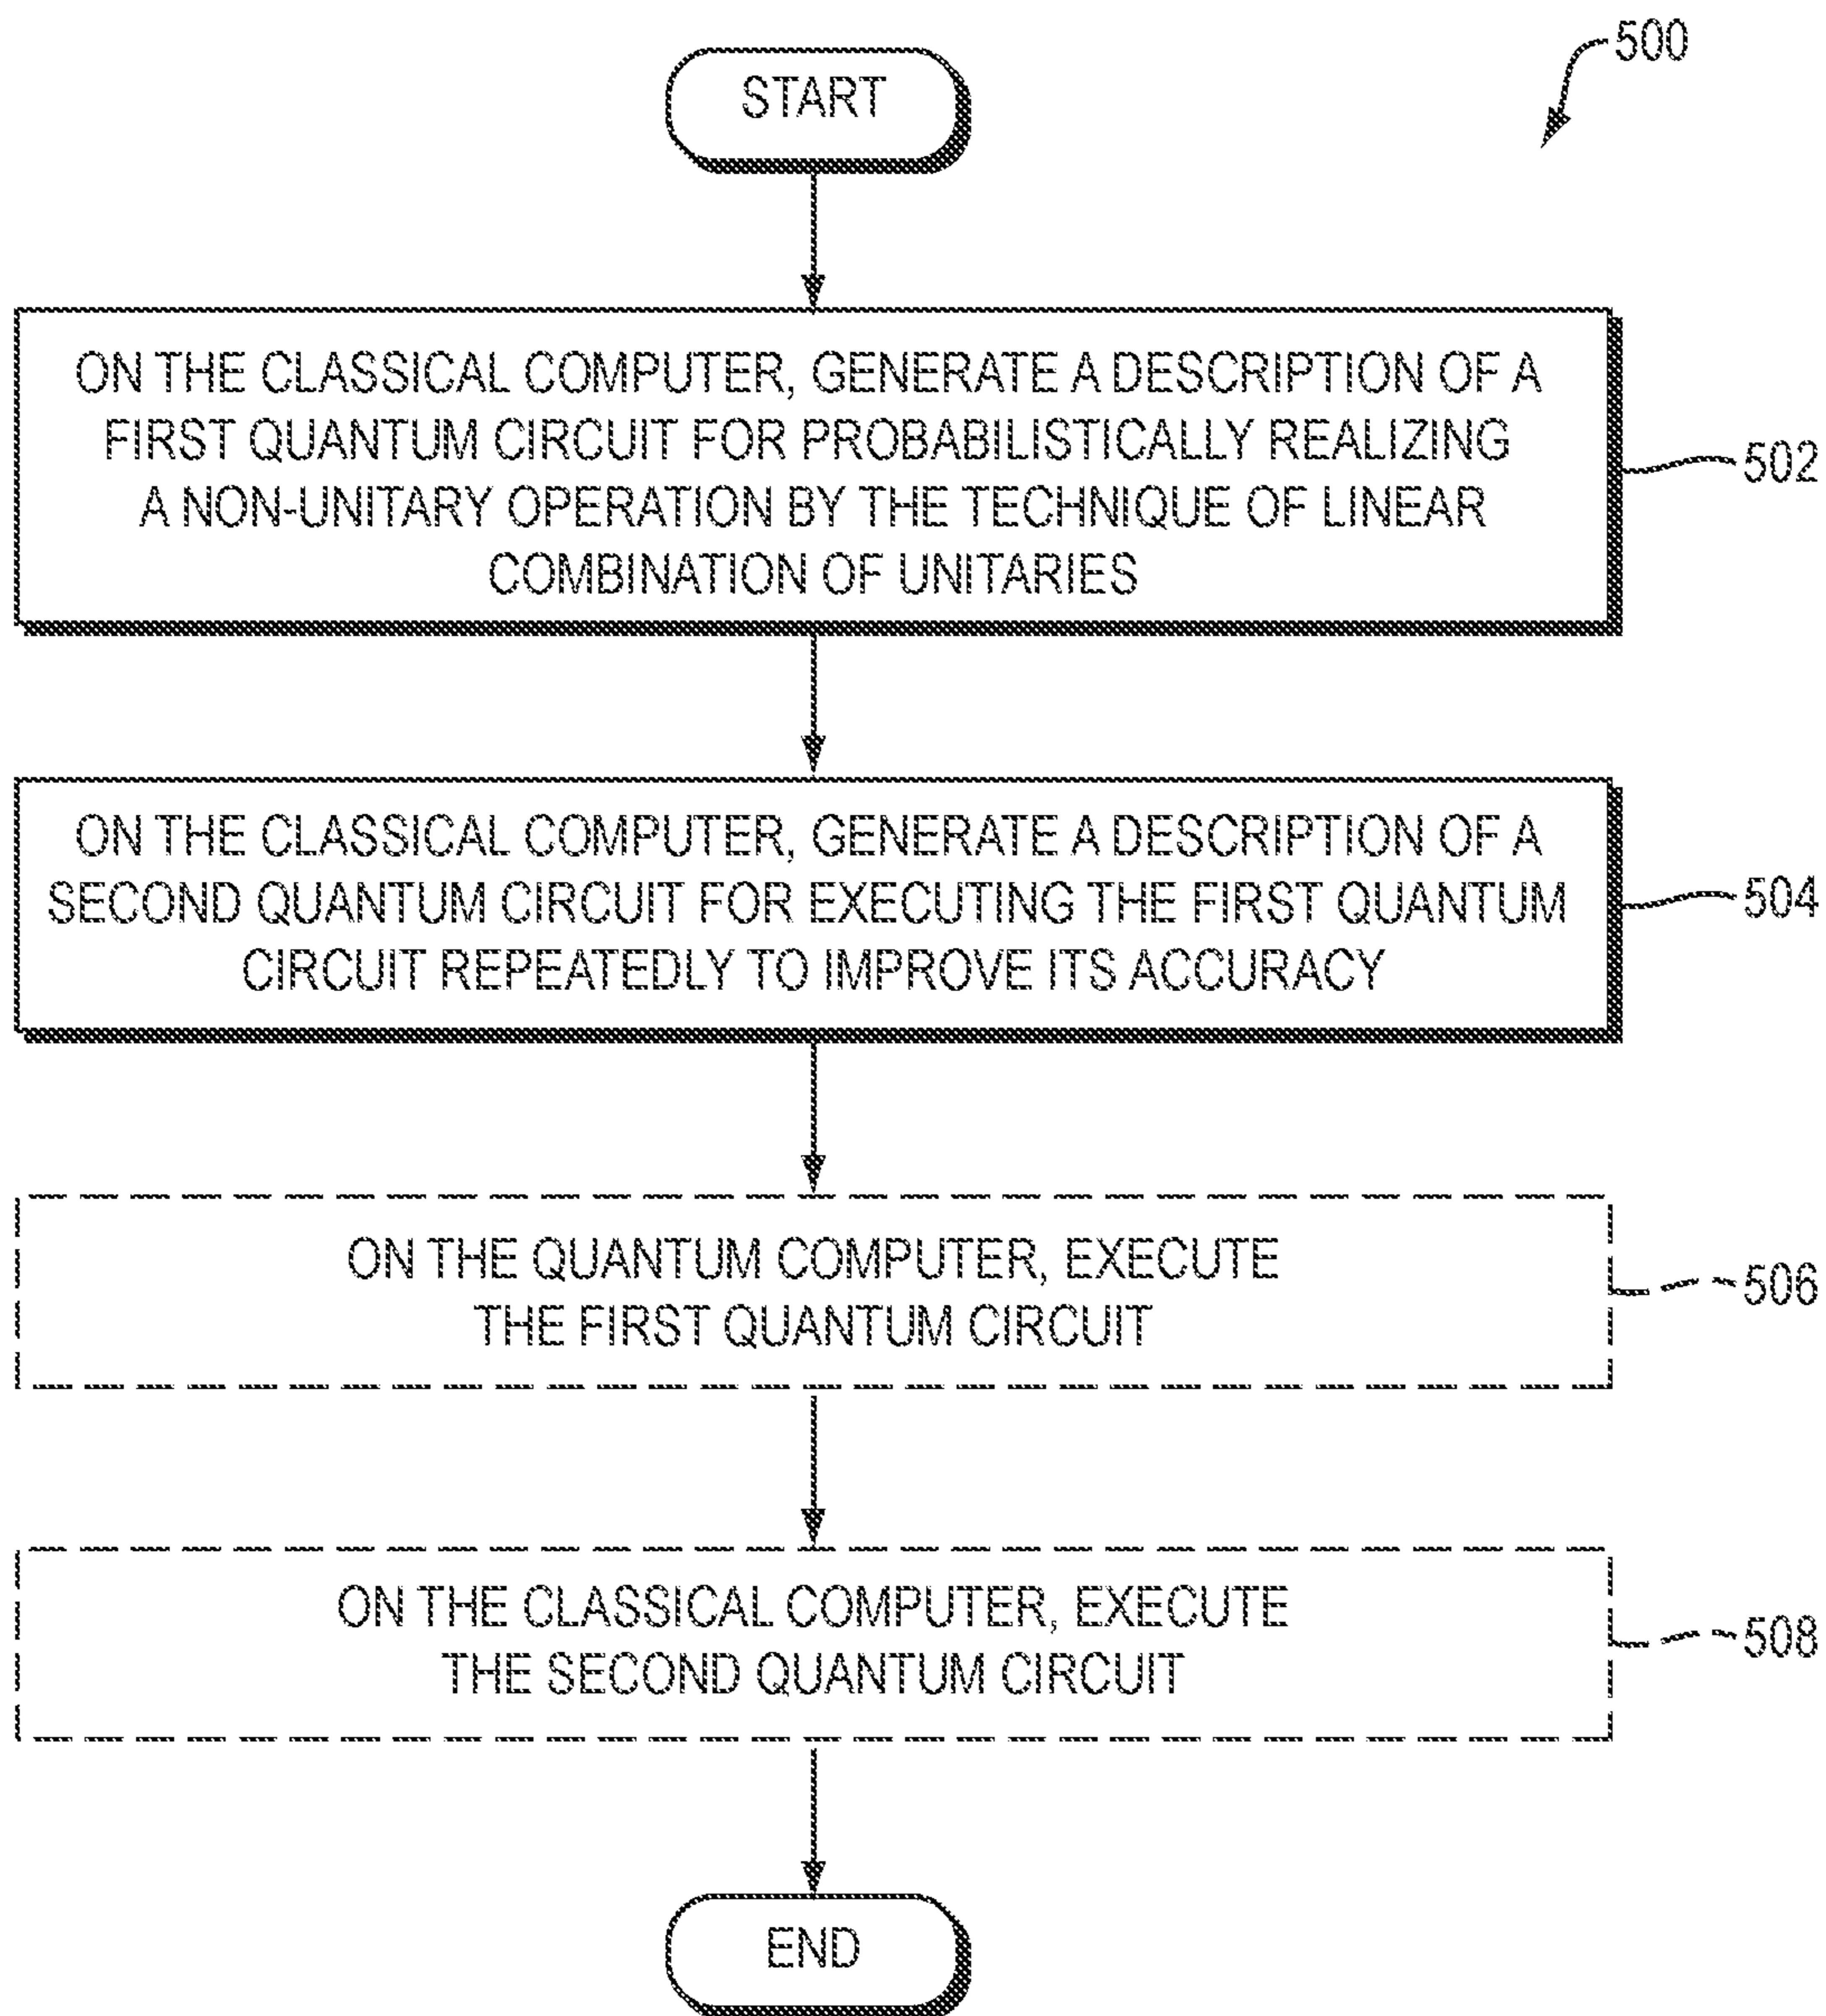 500
START
ON THE CLASSICAL COMPUTER, GENERATE A DESCRIPTION OF A
FIRST QUANTUM CIRCUIT FOR PROBABILISTICALLY REALIZING
A NON-UNITARY OPERATION BY THE TECHNIQUE OF LINEAR
COMBINATION OF UNITARIES
502
ON THE CLASSICAL COMPUTER, GENERATE A DESCRIPTION OF A
SECOND QUANTUM CIRCUIT FOR EXECUTING THE FIRST QUANTUM
CIRCUIT REPEATEDLY TO IMPROVE ITS ACCURACY
504
ON THE QUANTUM COMPUTER, EXECUTE
THE FIRST QUANTUM CIRCUIT
506
ON THE CLASSICAL COMPUTER, EXECUTE
THE SECOND QUANTUM CIRCUIT
508
END